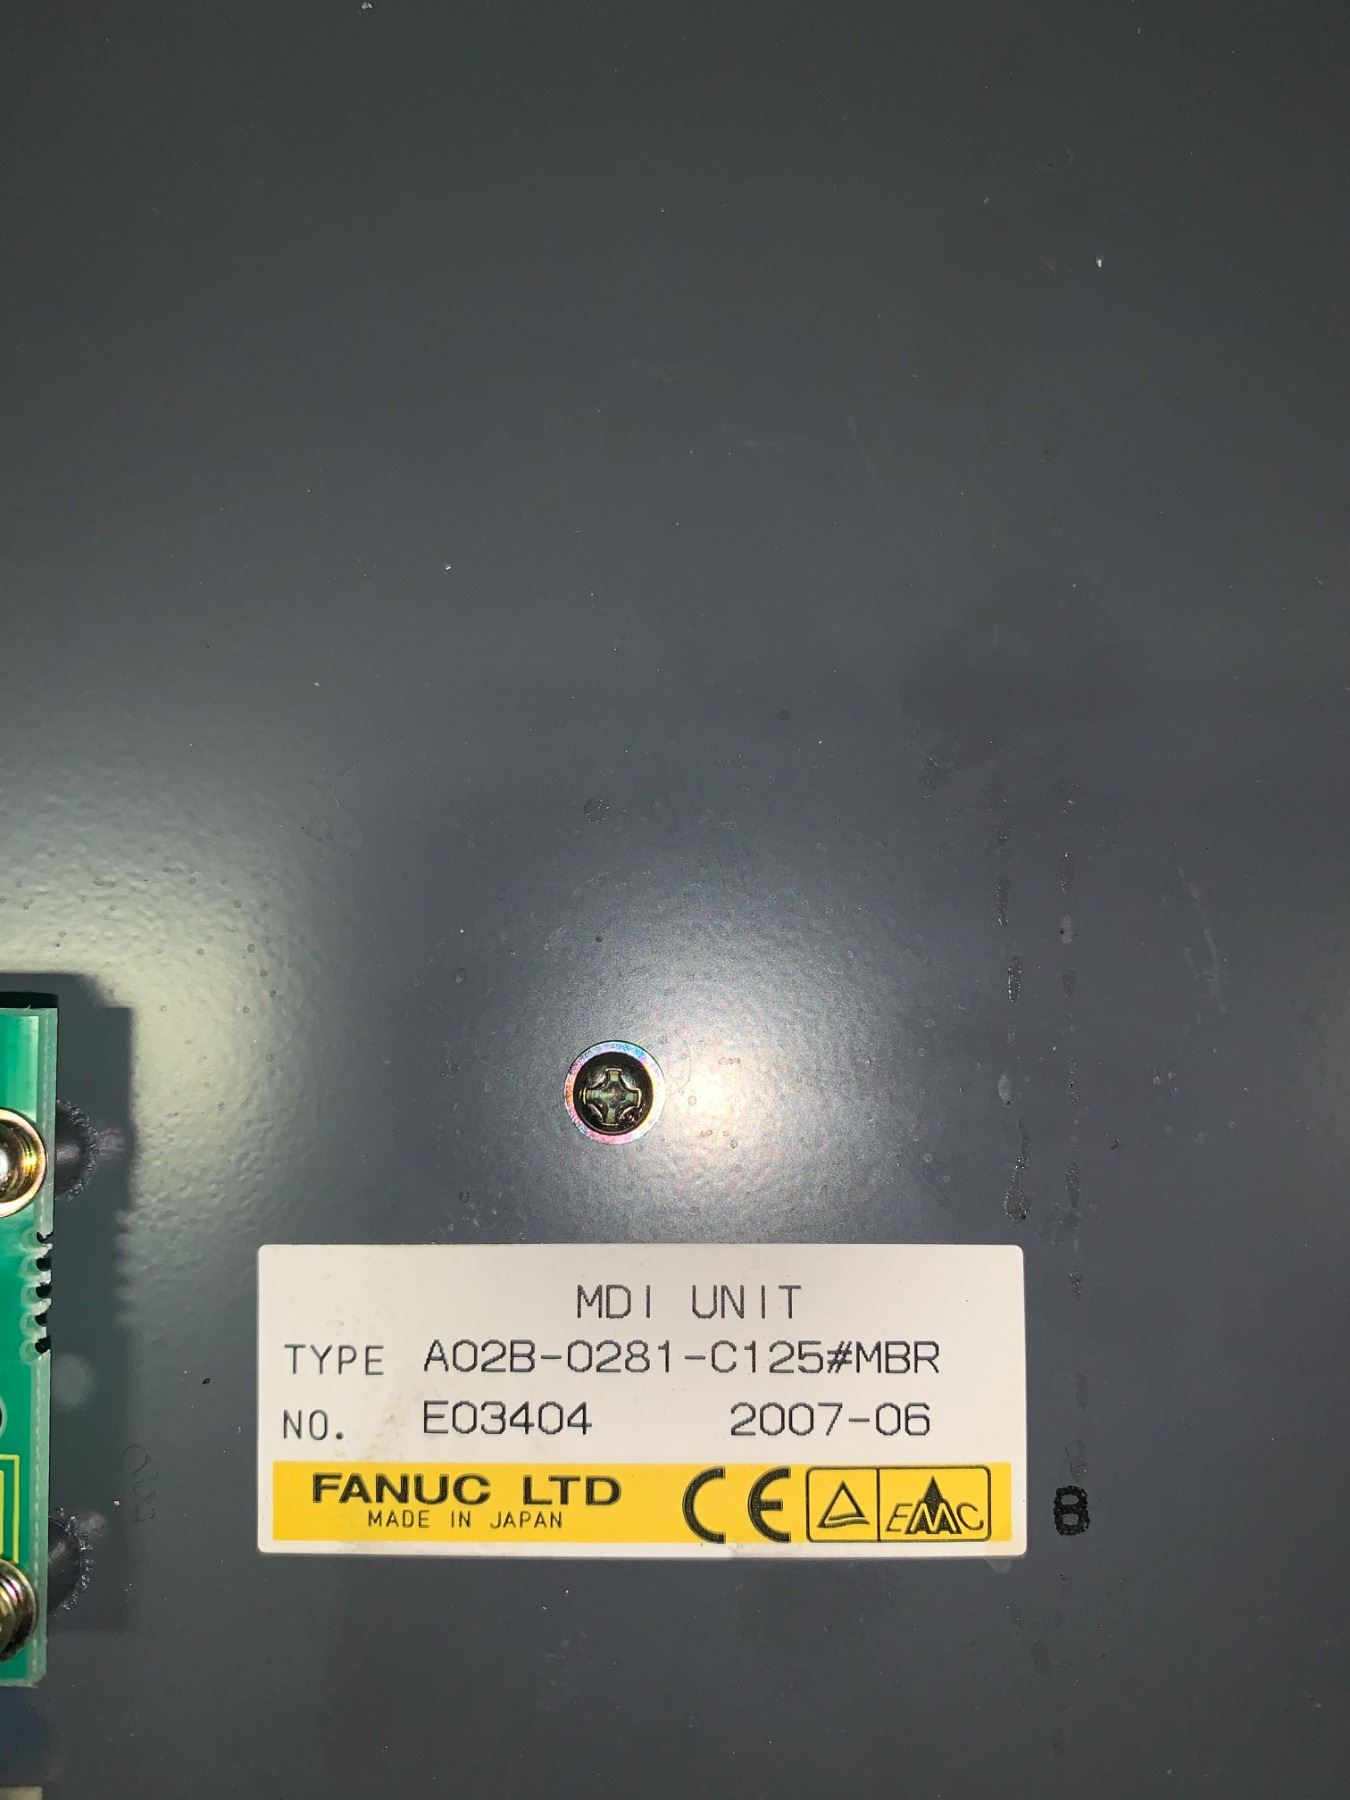 MDI UNIT
TYPE A02B-0281-C125#MBR
NO. E03404 2007-06
FANUC LTD CE EMC
MADE IN JAPAN
8